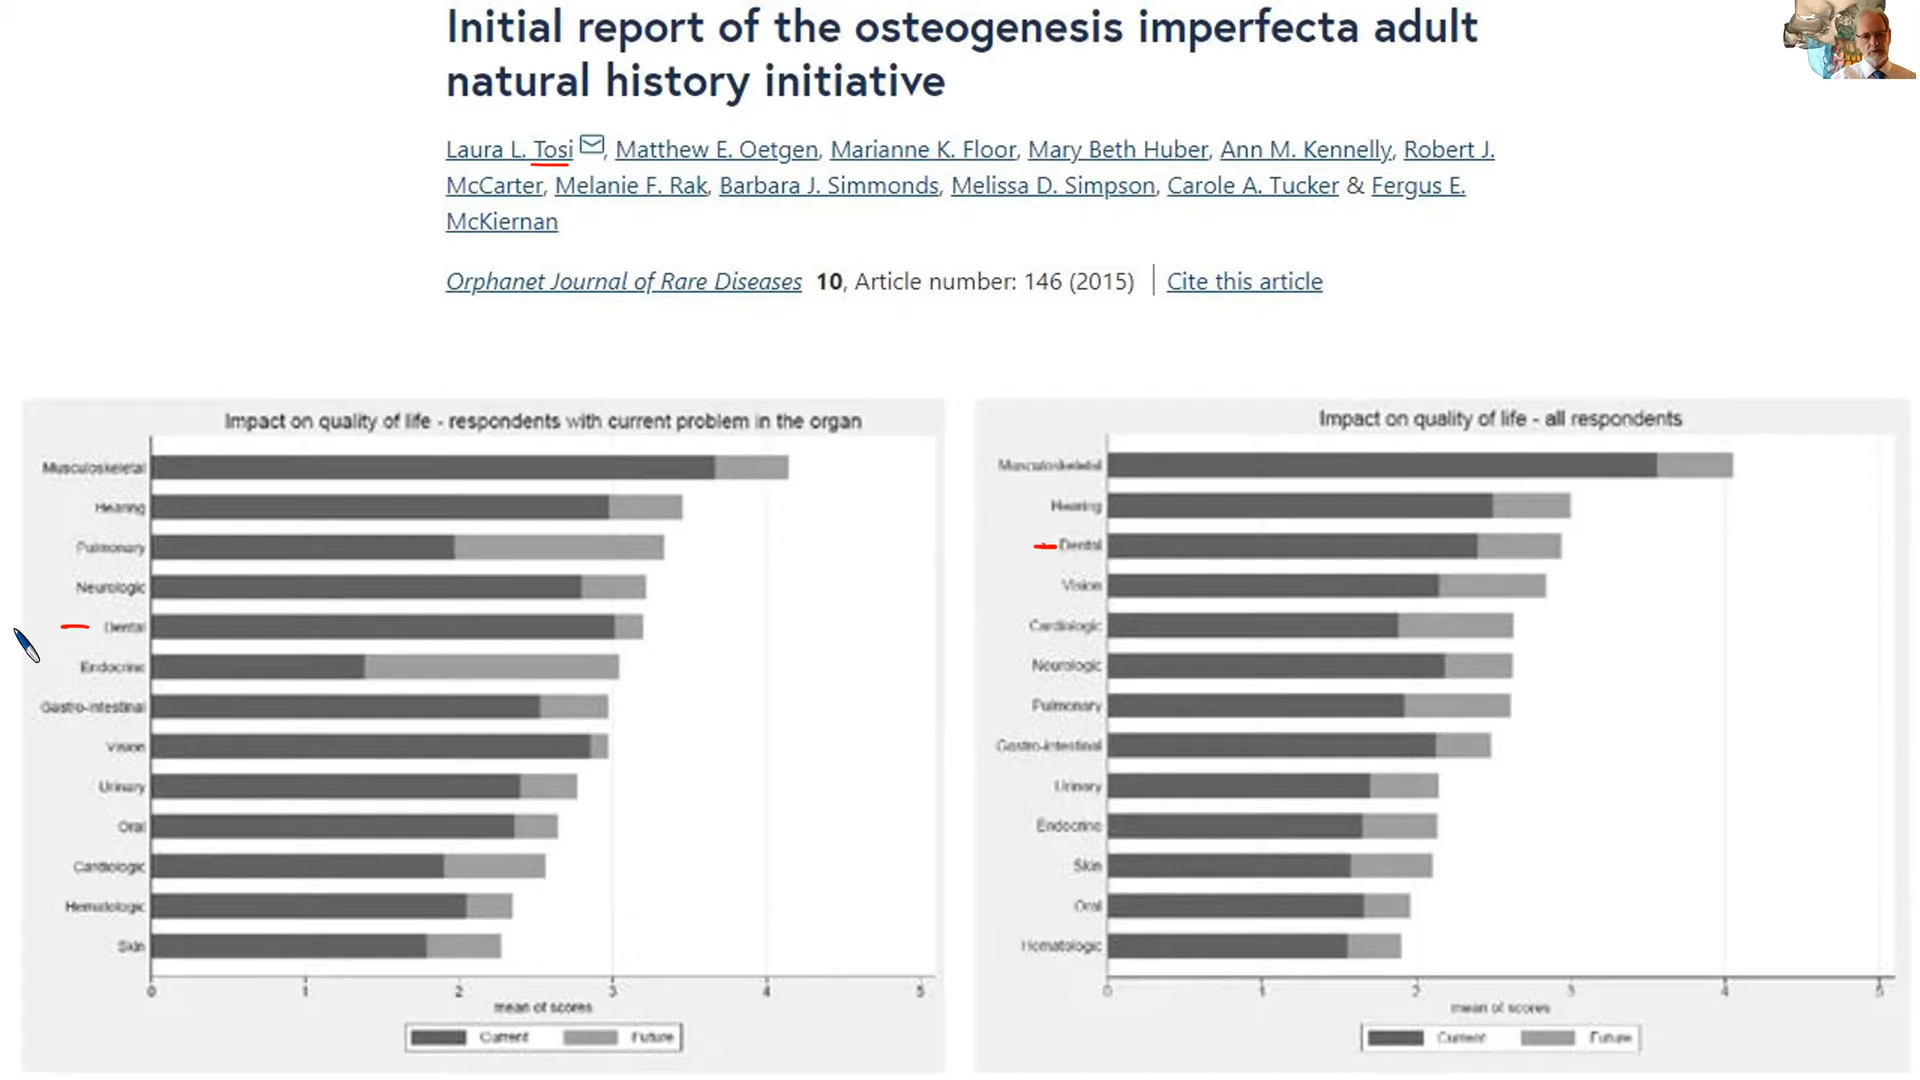 Initial report of the osteogenesis imperfecta adult
natural history initiative
Laura L. Tosi, Matthew E. Oetgen, Marianne K. Floor, Mary Beth Huber, Ann M. Kennelly, Robert J.
McCarter, Melanie F. Rak, Barbara J. Simmonds, Melissa D. Simpson, Carole A. Tucker & Fergus E.
McKiernan
Orphanet Journal of Rare Diseases 10, Article number: 146 (2015) Cite this article
Impact on quality of life - respondents with current problem in the organ
Musculoskeletal
Hearing
Pulmonary
Neurologic
Dental
Endocrine
Gastro-intestinal
Vision
Urinary
Oral
Cardiologic
Hematologic
Skin
0 1 2 3 4 5
mean of scores
Current Future
Impact on quality of life - all respondents
Musculoskeletal
Hearing
Dental
Vision
Cardiologic
Neurologic
Pulmonary
Gastro-intestinal
Urinary
Endocrine
Skin
Oral
Hematologic
0 1 2 3 4 5
mean of scores
Current Future